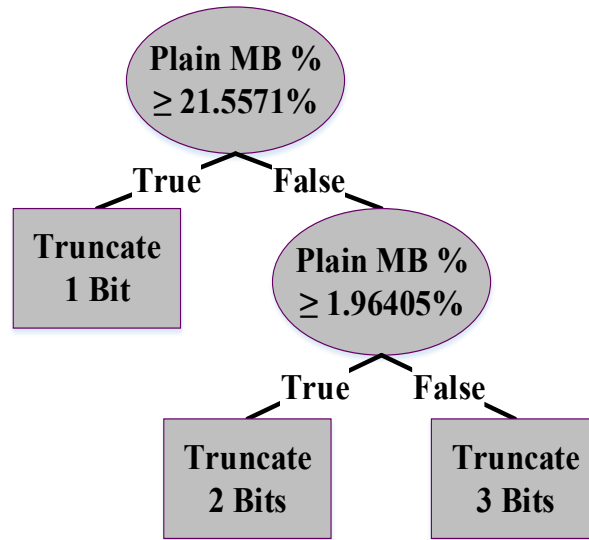 Plain MB %
≥ 21.5571%
True
False
Truncate
1 Bit
Plain MB %
≥ 1.96405%
True
False
Truncate
2 Bits
Truncate
3 Bits